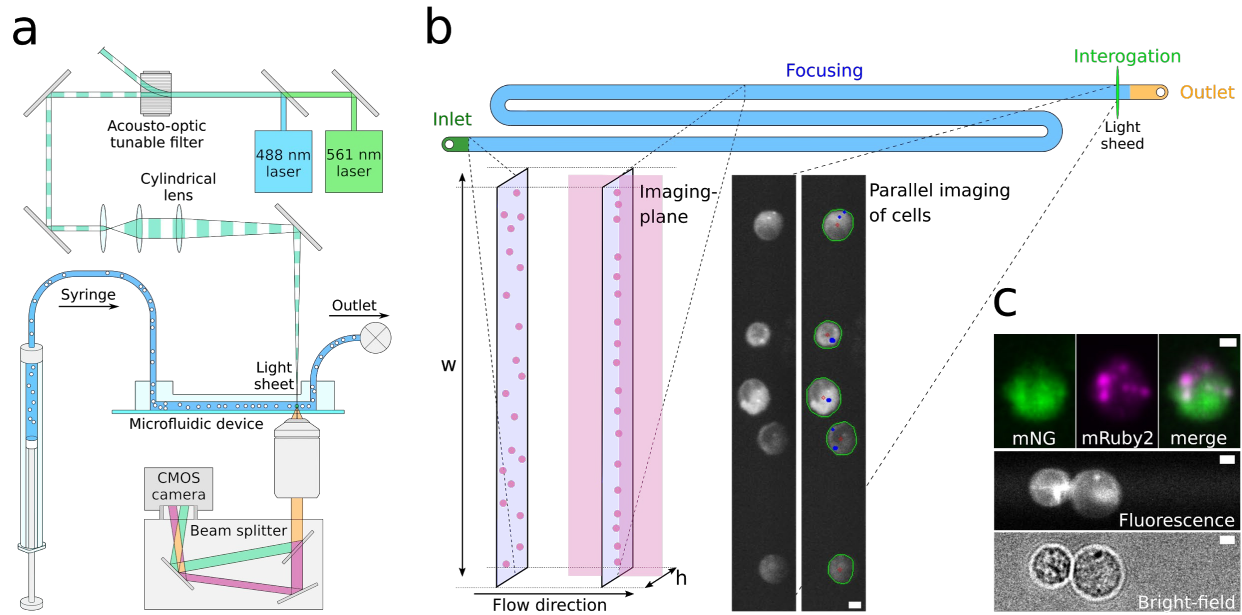 a
Acousto-optic
tunable filter
488 nm
laser
561 nm
laser
Cylindrical
lens
Syringe
Outlet
Light
sheet
Microfluidic device
CMOS
camera
Beam splitter
b
Focusing
Interogation
Outlet
Inlet
Light
sheed
Imaging-
plane
Parallel imaging
of cells
w
h
Flow direction
c
mNG
mRuby2
merge
Fluorescence
Bright-field